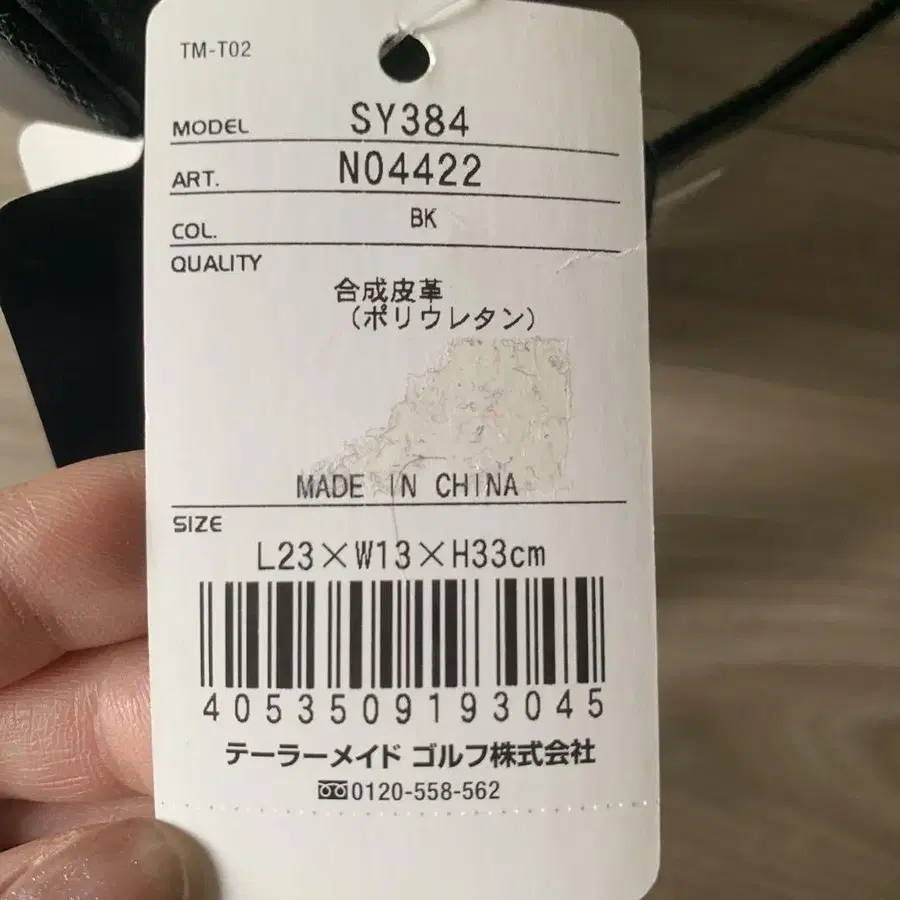 TM-T02
MODEL SY384
ART. N04422
COL. BK
QUALITY
合成皮革
(ポリウレタン)
MADE IN CHINA
SIZE
L23×W13×H33cm
4053509193045
テーラーメイド ゴルフ株式会社
0120-558-562